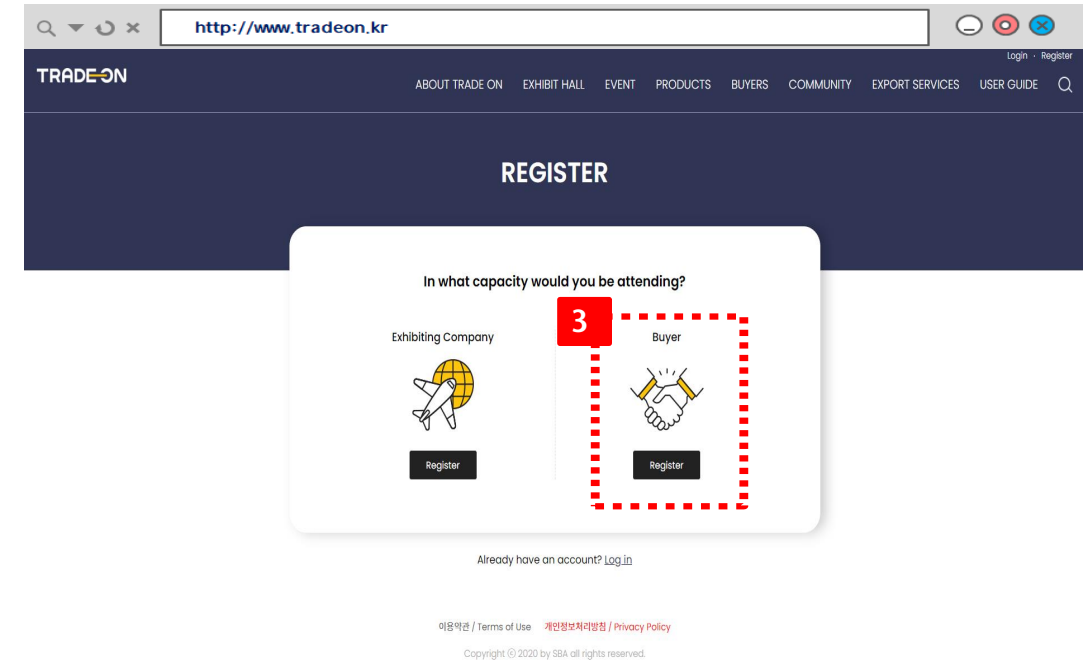 http://www.tradeon.kr
Login · Register
TRADE-ON
ABOUT TRADE ON EXHIBIT HALL EVENT PRODUCTS BUYERS COMMUNITY EXPORT SERVICES USER GUIDE
REGISTER
In what capacity would you be attending?
3
Exhibiting Company
Buyer
Register
Register
Already have an account? Log in
이용약관 / Terms of Use 개인정보처리방침 / Privacy Policy
Copyright ⓒ 2020 by SBA all rights reserved.